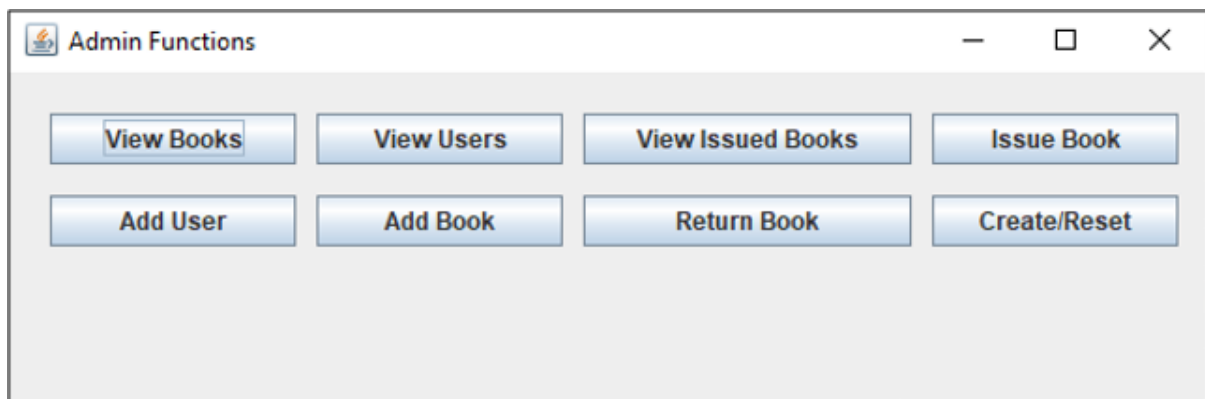 Admin Functions
View Books View Users View Issued Books Issue Book
Add User Add Book Return Book Create/Reset